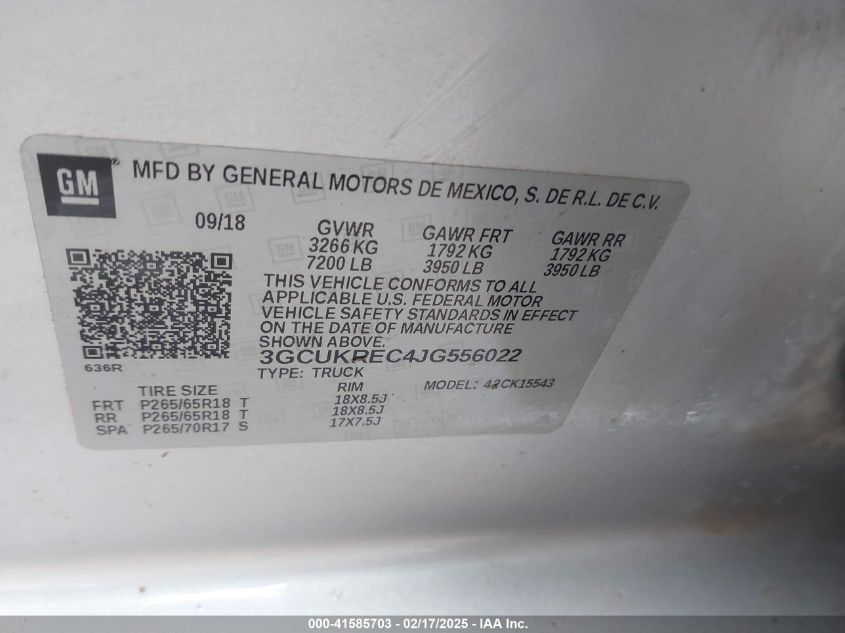 GM
MFD BY GENERAL MOTORS DE MEXICO, S. DE R.L. DE C.V.
09/18
GVWR GAWR FRT GAWR RR
3266 KG 1792 KG 1792 KG
7200 LB 3950 LB 3950 LB
THIS VEHICLE CONFORMS TO ALL
APPLICABLE U.S. FEDERAL MOTOR
VEHICLE SAFETY STANDARDS IN EFFECT
ON THE DATE OF MANUFACTURE
SHOWN ABOVE.
3GCUKREC4JG556022
636R
TYPE: TRUCK MODEL:
TIRE SIZE RIM
FRT P265/65R18 T 18X8.5J
RR P265/65R18 T 18X8.5J
SPA P265/70R17 S 17X7.5J
000-41585703 - 02/17/2025 - IAA Inc.